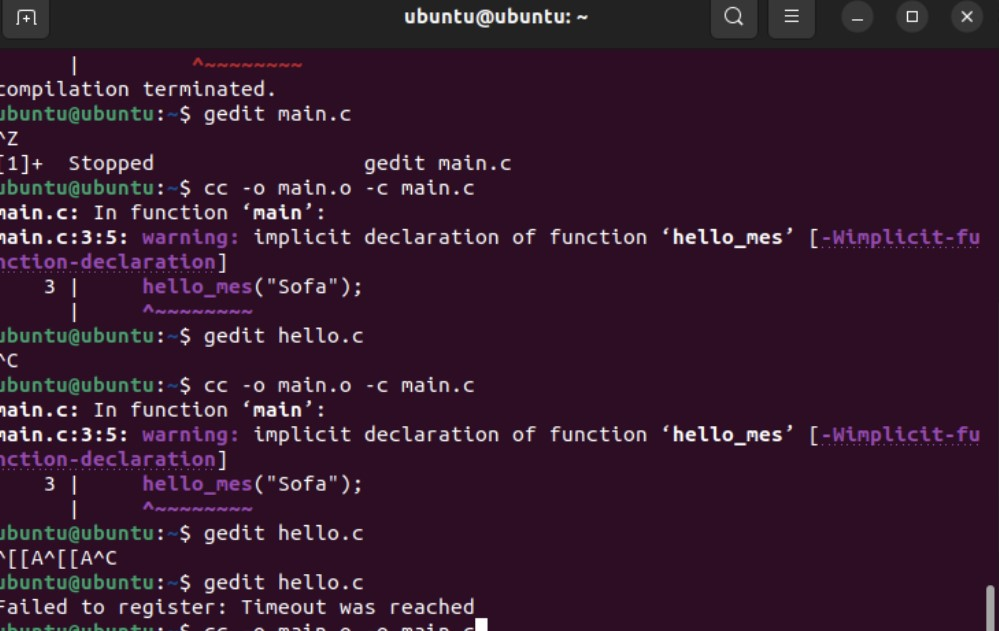 ubuntu@ubuntu: ~
|          ^~~~~~~~~
compilation terminated.
ubuntu@ubuntu:~$ gedit main.c
^Z
[1]+  Stopped                 gedit main.c
ubuntu@ubuntu:~$ cc -o main.o -c main.c
main.c: In function ‘main’:
main.c:3:5: warning: implicit declaration of function ‘hello_mes’ [-Wimplicit-fu
nction-declaration]
    3 |     hello_mes("Sofa");
      |     ^~~~~~~~~
ubuntu@ubuntu:~$ gedit hello.c
^C
ubuntu@ubuntu:~$ cc -o main.o -c main.c
main.c: In function ‘main’:
main.c:3:5: warning: implicit declaration of function ‘hello_mes’ [-Wimplicit-fu
nction-declaration]
    3 |     hello_mes("Sofa");
      |     ^~~~~~~~~
ubuntu@ubuntu:~$ gedit hello.c
^[[A^[[A^C
ubuntu@ubuntu:~$ gedit hello.c
Failed to register: Timeout was reached
ubuntu@ubuntu:~$ cc -o main.o -c main.c